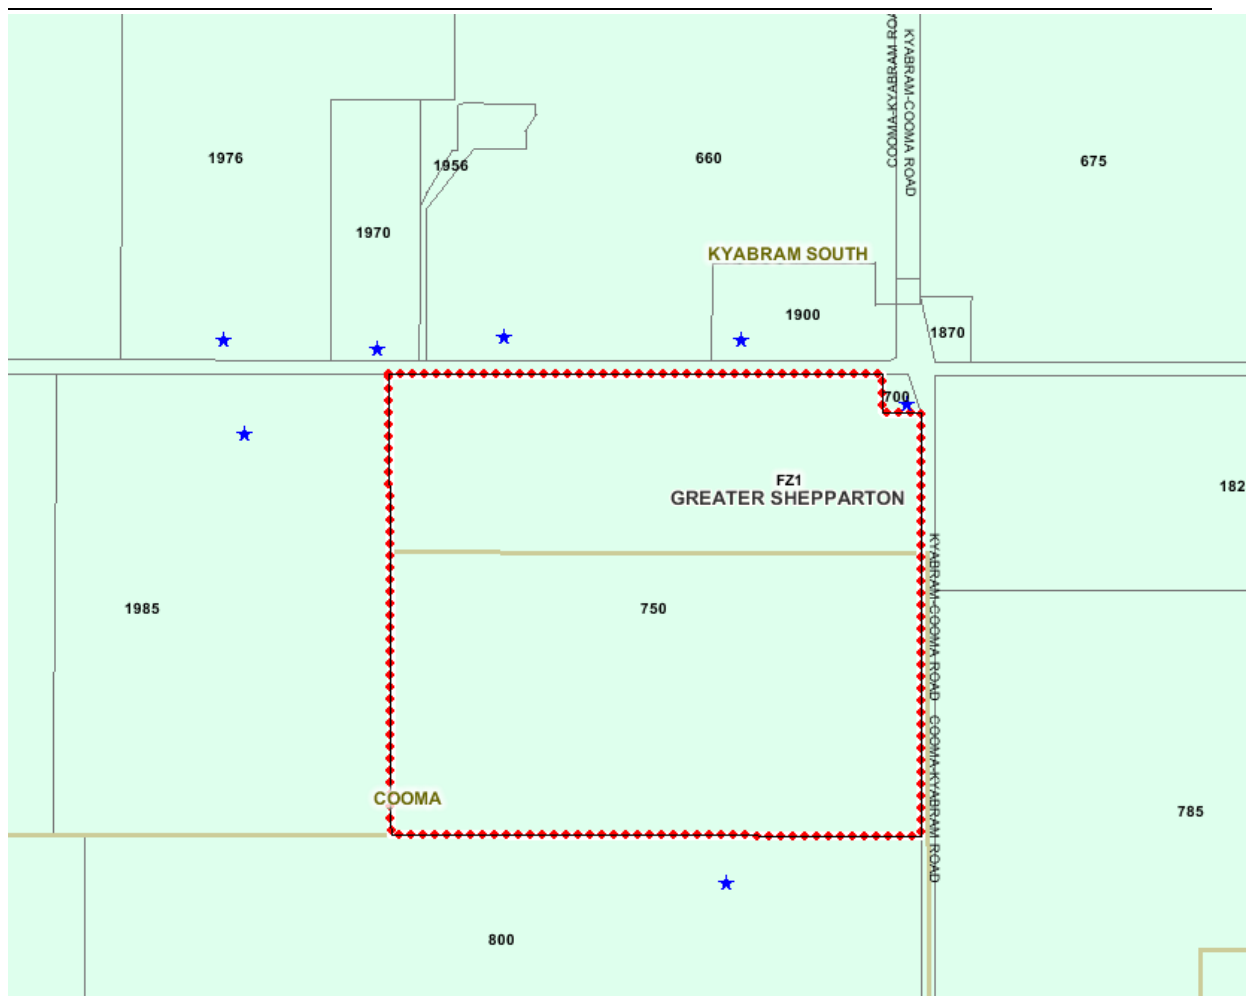 COOMA-KYABRAM ROA
KYABRAM-COOMA ROAD
1976
1956
660
675
1970
KYABRAM SOUTH
1900
1870
700
FZ1
GREATER SHEPPARTON
182
1985
750
KYABRAM-COOMA ROAD
COOMA-KYABRAM ROAD
COOMA
785
800